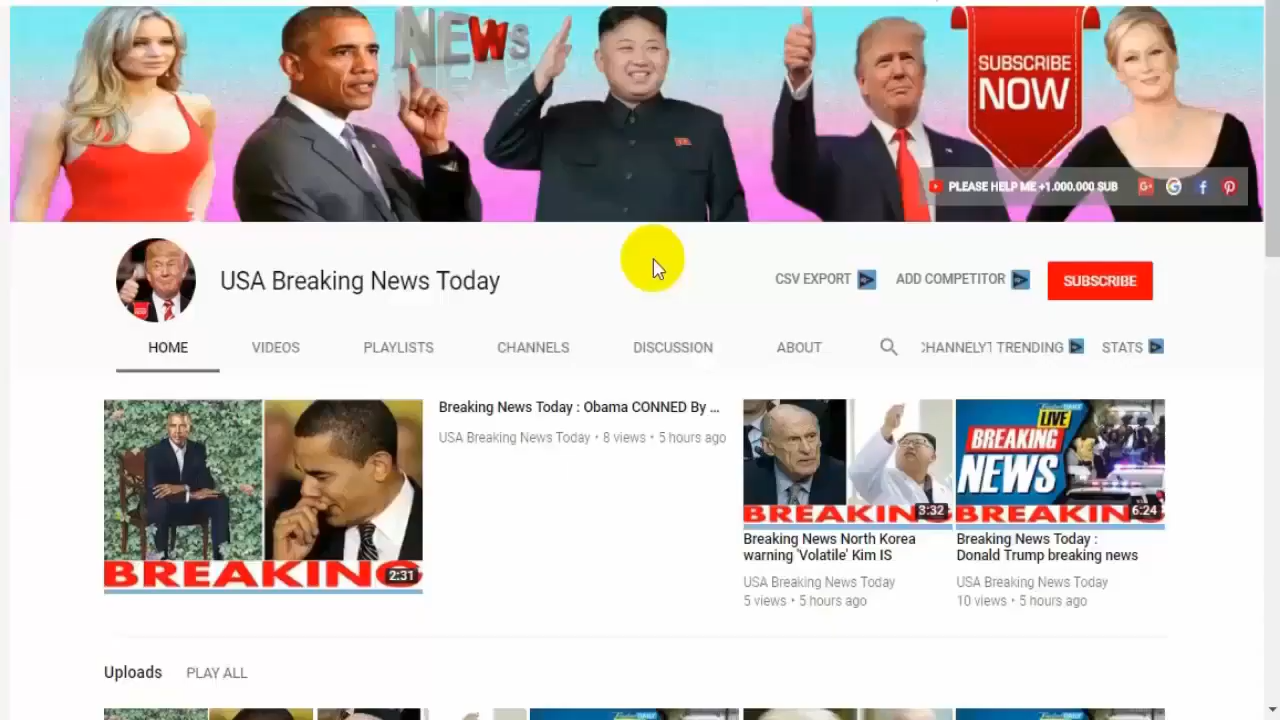 NEWS
SUBSCRIBE
NOW
PLEASE HELP ME +1.000.000 SUB
USA Breaking News Today
CSV EXPORT
ADD COMPETITOR
SUBSCRIBE
HOME
VIDEOS
PLAYLISTS
CHANNELS
DISCUSSION
ABOUT
TRENDING
STATS
Breaking News Today : Obama CONNED By ...
USA Breaking News Today • 8 views • 5 hours ago
BREAKING
2:31
BREAKIN
3:32
Breaking News North Korea
warning 'Volatile' Kim IS
USA Breaking News Today
5 views • 5 hours ago
LIVE
BREAKING
NEWS
BREAKIN
6:24
Breaking News Today :
Donald Trump breaking news
USA Breaking News Today
10 views • 5 hours ago
Uploads
PLAY ALL